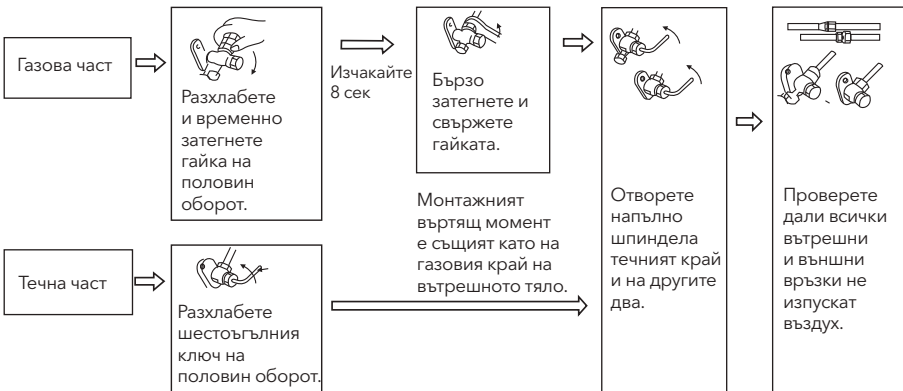 Газова част
Разхлабете
и временно
затегнете
гайка на
половин
оборот.
Изчакайте
8 сек
Бързо
затегнете и
свържете
гайката.
Монтажният
въртящ момент
е същият като на
газовия край на
вътрешното тяло.
Течна част
Разхлабете
шестоъгълния
ключ на
половин оборот.
Отворете
напълно
шпиндела
течният край
и на другите
два.
Проверете
дали всички
вътрешни
и външни
връзки не
изпускат
въздух.